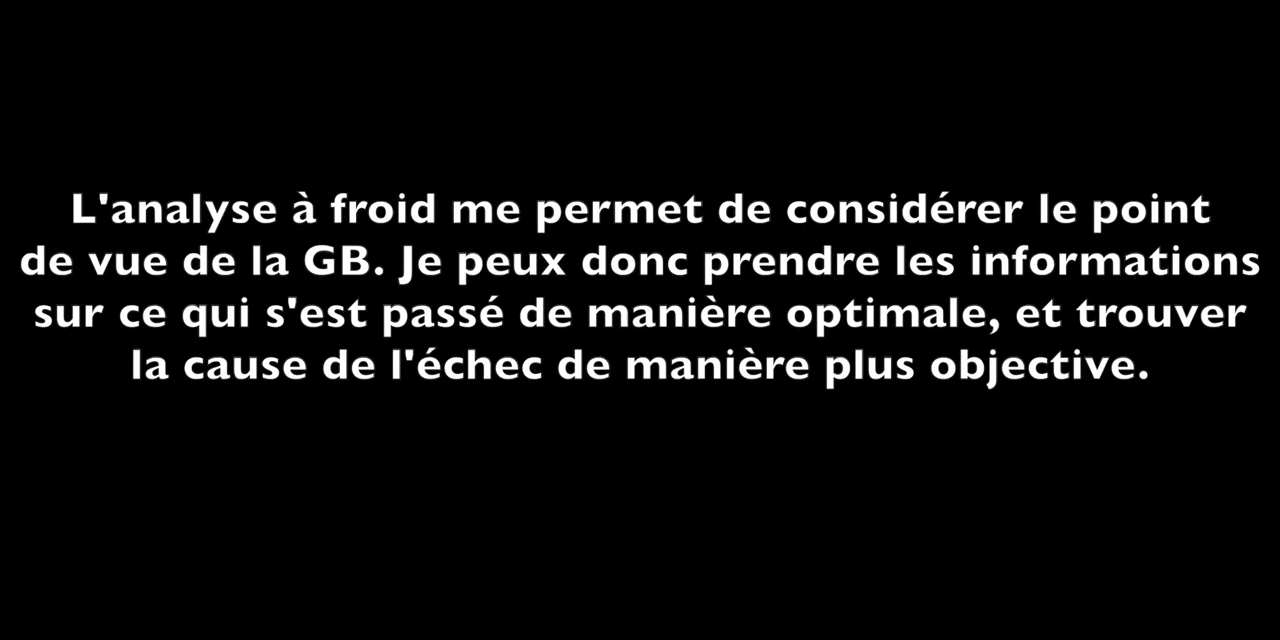 L'analyse à froid me permet de considérer le point
de vue de la GB. Je peux donc prendre les informations
sur ce qui s'est passé de manière optimale, et trouver
la cause de l'échec de manière plus objective.